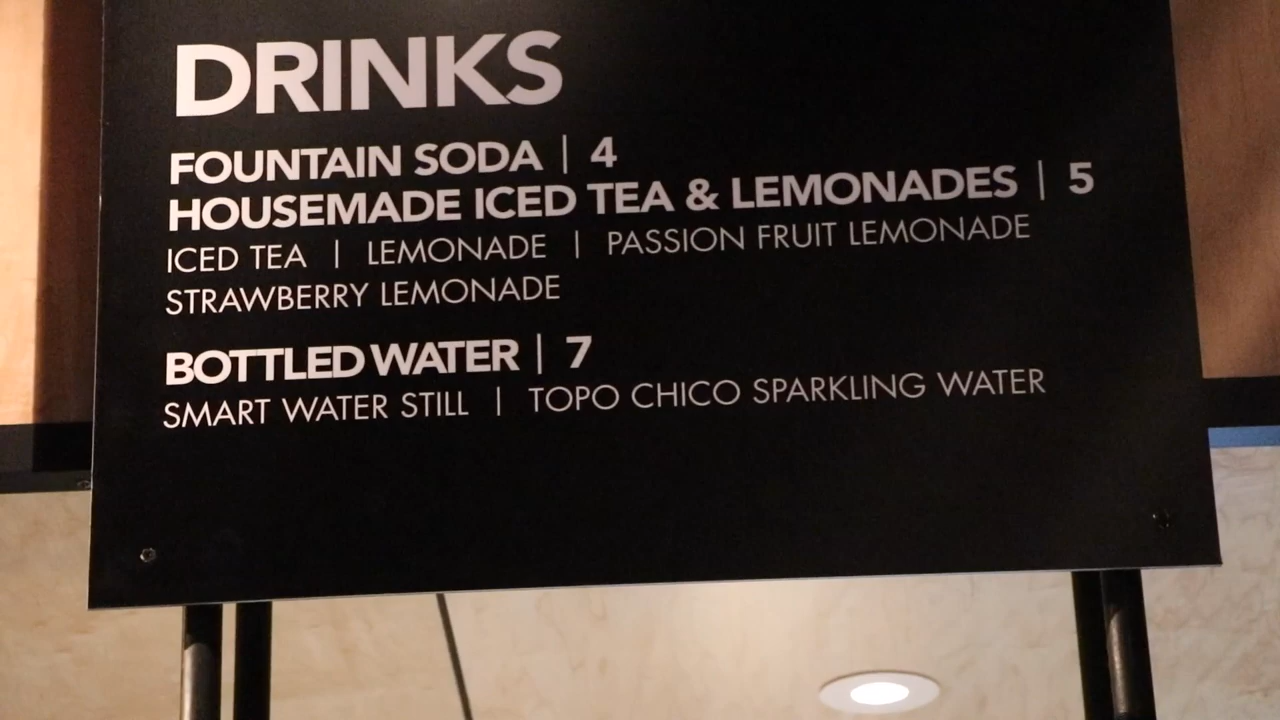 DRINKS
FOUNTAIN SODA | 4
HOUSEMADE ICED TEA & LEMONADES | 5
ICED TEA | LEMONADE | PASSION FRUIT LEMONADE
STRAWBERRY LEMONADE
BOTTLED WATER | 7
SMART WATER STILL | TOPO CHICO SPARKLING WATER